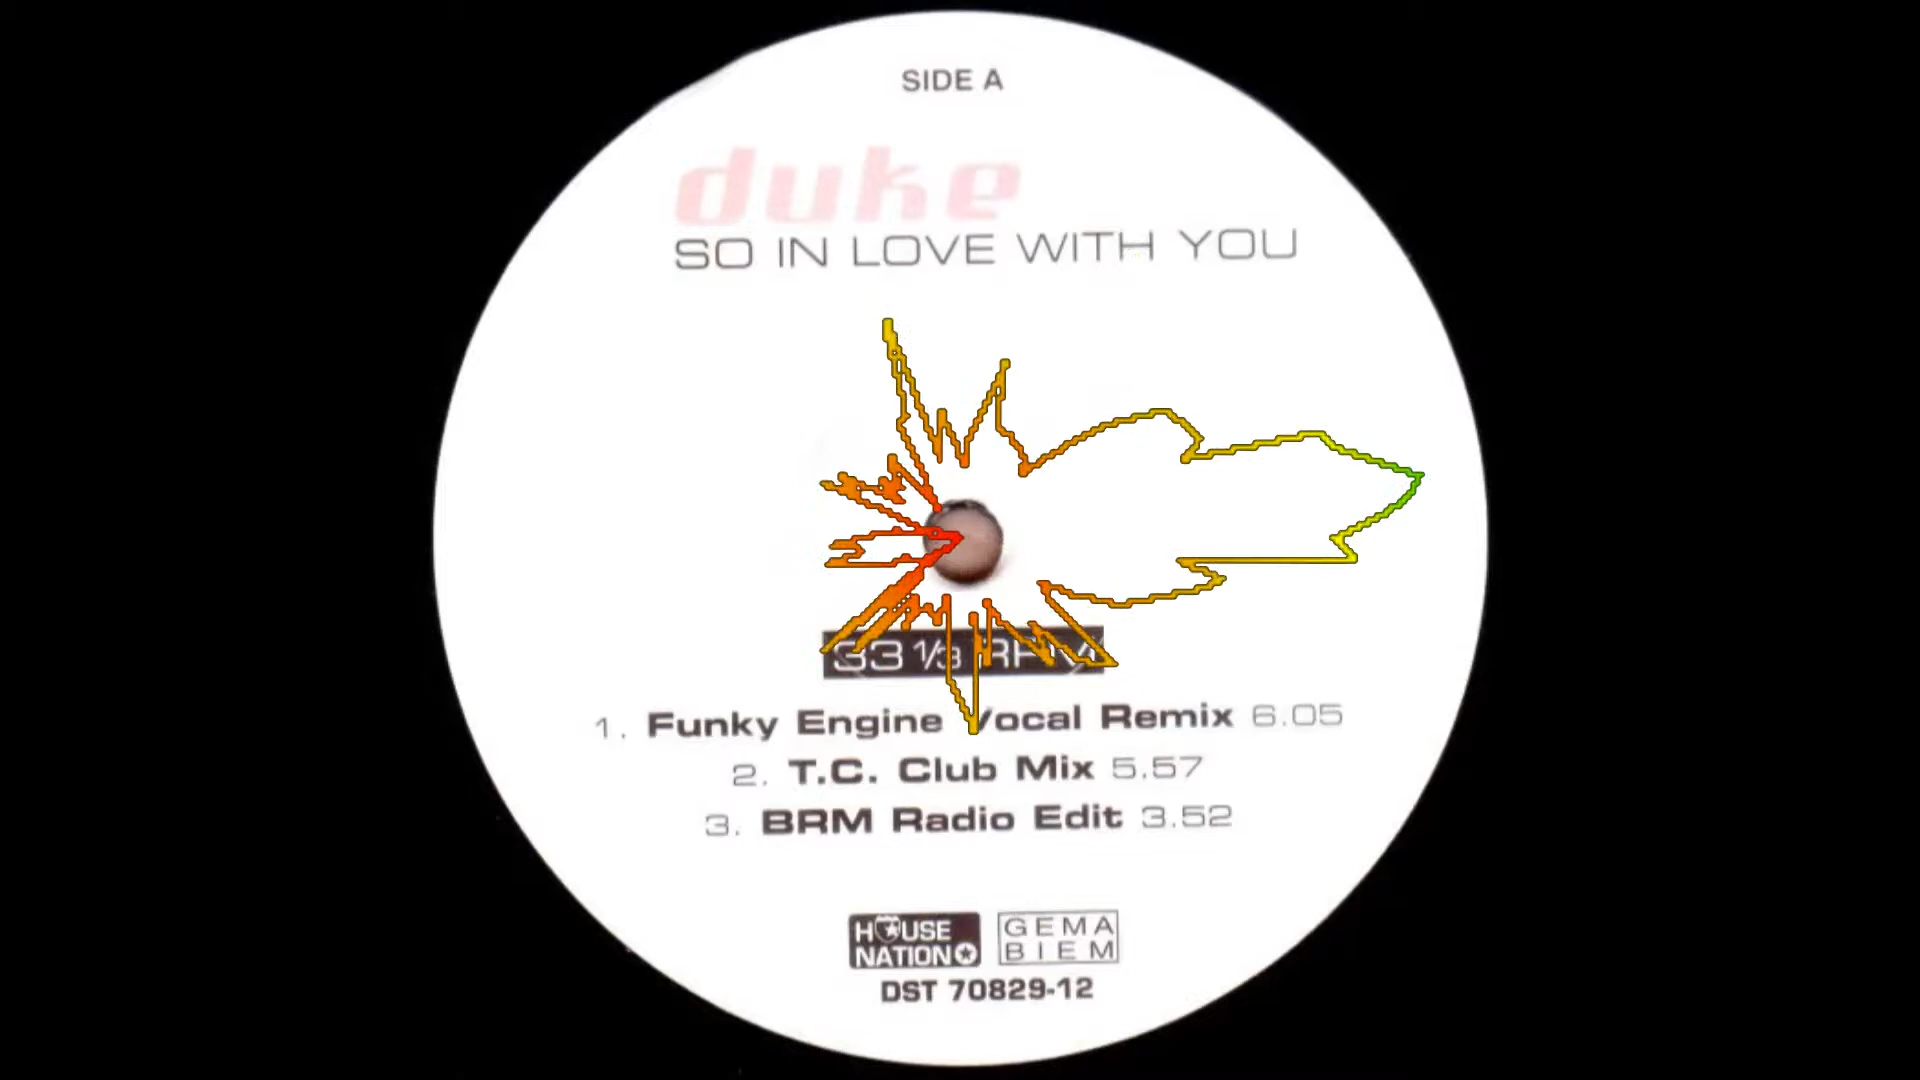 SIDE A
duke
SO IN LOVE WITH YOU
33 1/3 RPM
1. Funky Engine Vocal Remix 6.05
2. T.C. Club Mix 5.57
3. BRM Radio Edit 3.52
HOUSE
NATION
GEMA
BIEM
DST 70829-12